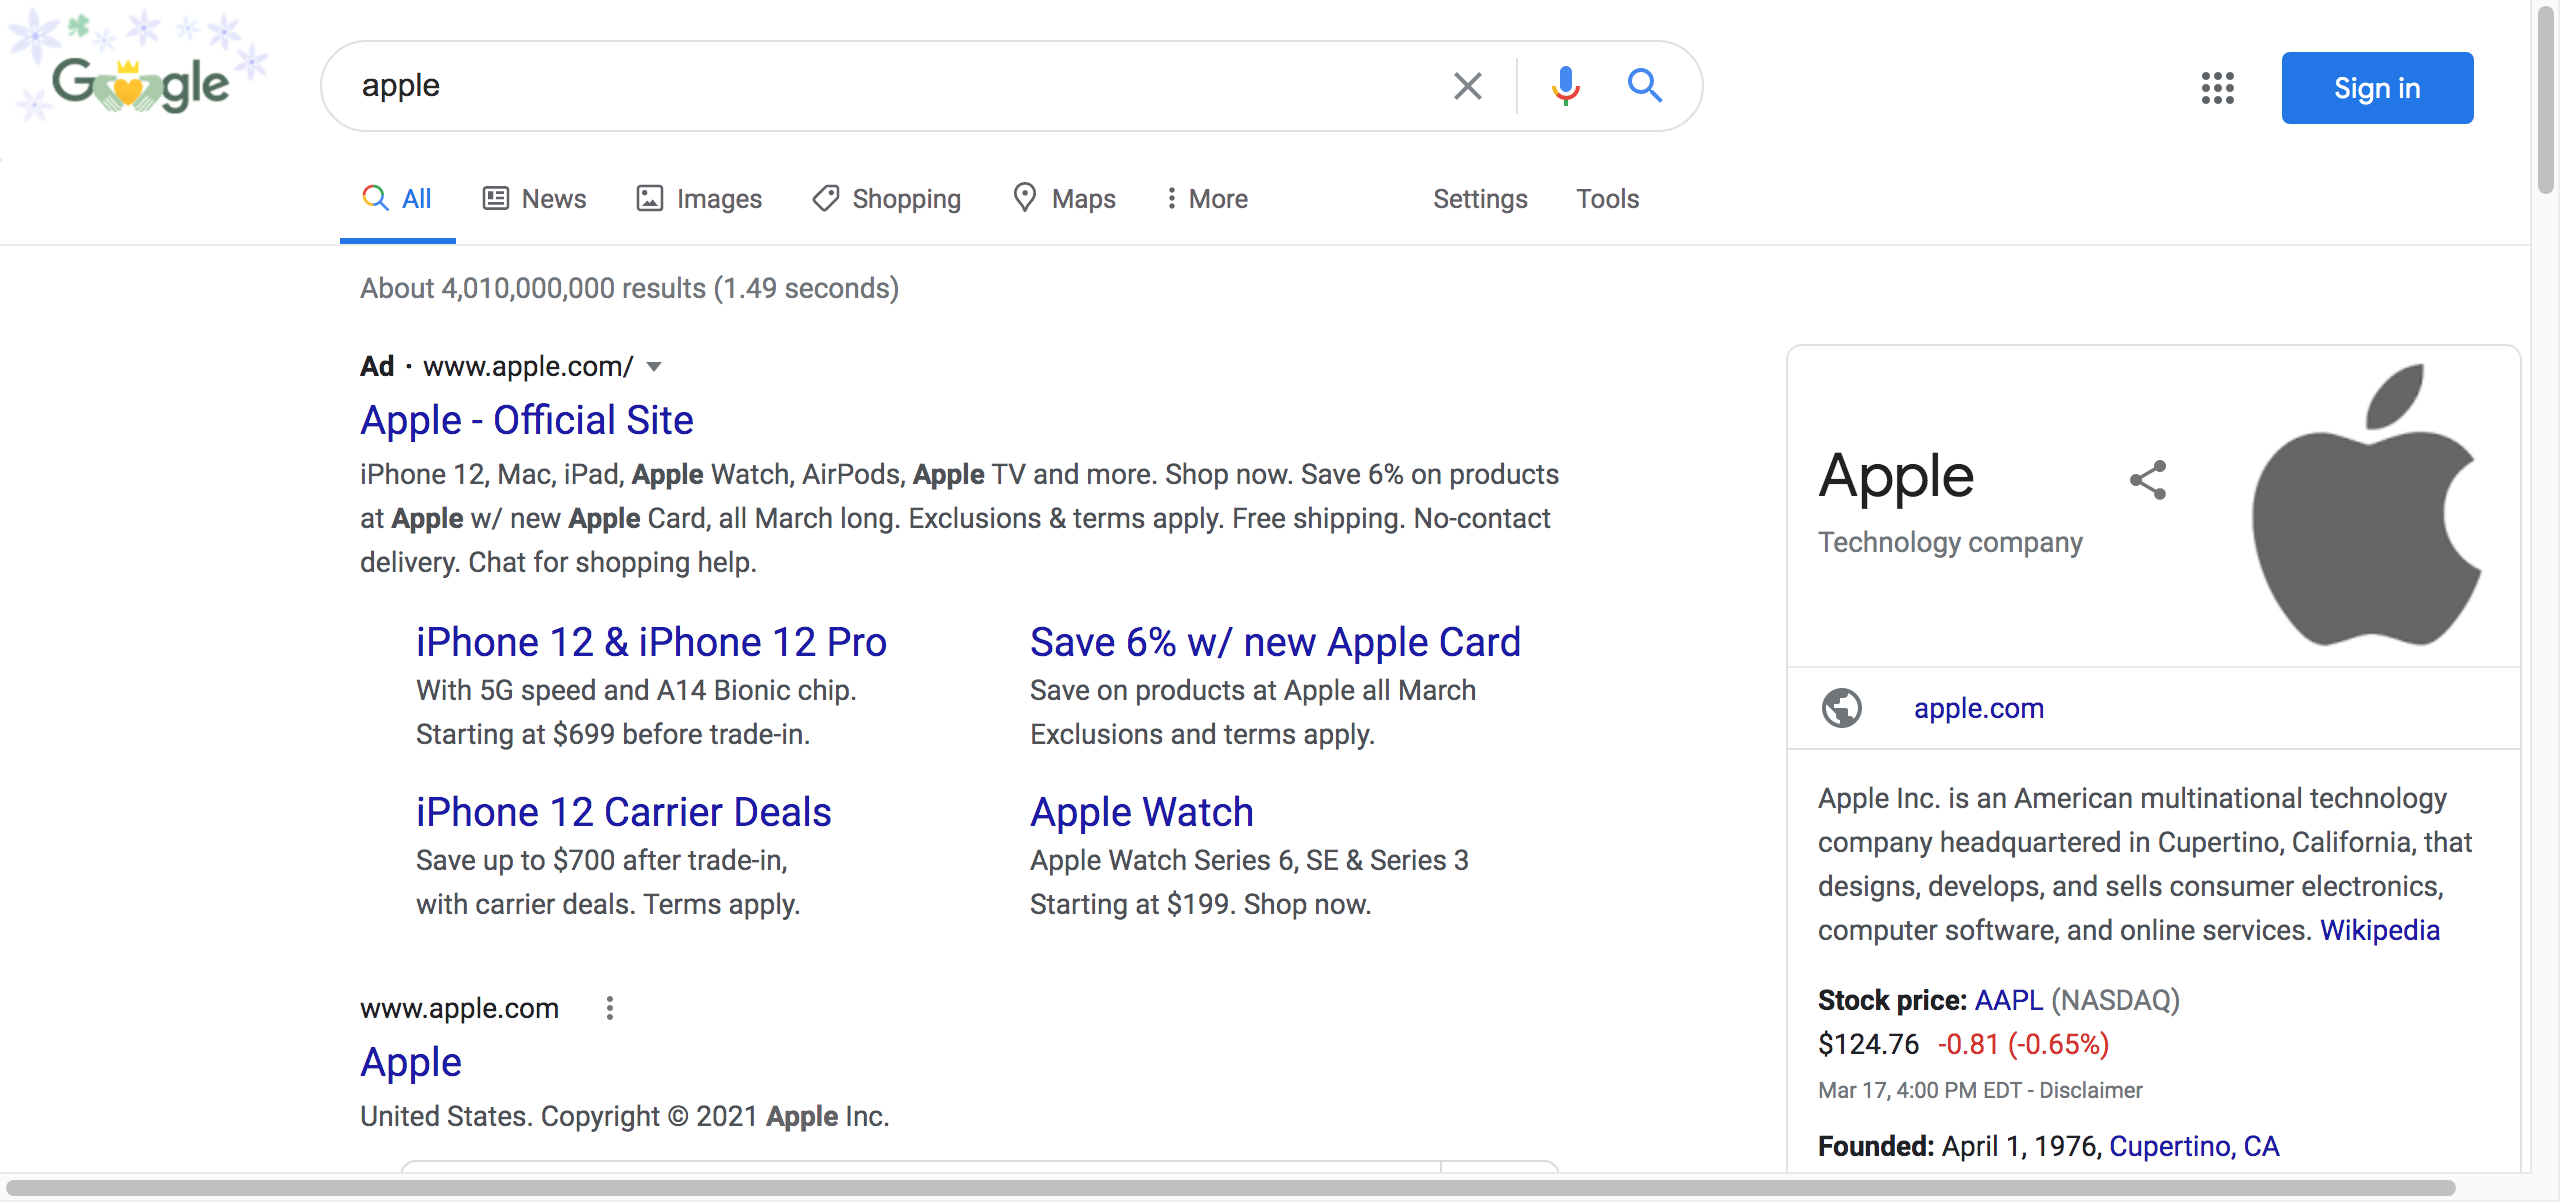 Google
apple
Sign in
All
News
Images
Shopping
Maps
More
Settings
Tools
About 4,010,000,000 results (1.49 seconds)
Ad · www.apple.com/
Apple - Official Site
iPhone 12, Mac, iPad, Apple Watch, AirPods, Apple TV and more. Shop now. Save 6% on products
at Apple w/ new Apple Card, all March long. Exclusions & terms apply. Free shipping. No-contact
delivery. Chat for shopping help.
iPhone 12 & iPhone 12 Pro
With 5G speed and A14 Bionic chip.
Starting at $699 before trade-in.
Save 6% w/ new Apple Card
Save on products at Apple all March
Exclusions and terms apply.
iPhone 12 Carrier Deals
Save up to $700 after trade-in,
with carrier deals. Terms apply.
Apple Watch
Apple Watch Series 6, SE & Series 3
Starting at $199. Shop now.
www.apple.com
Apple
United States. Copyright © 2021 Apple Inc.
Apple
Technology company
apple.com
Apple Inc. is an American multinational technology
company headquartered in Cupertino, California, that
designs, develops, and sells consumer electronics,
computer software, and online services. Wikipedia
Stock price: AAPL (NASDAQ)
$124.76 -0.81 (-0.65%)
Mar 17, 4:00 PM EDT - Disclaimer
Founded: April 1, 1976, Cupertino, CA